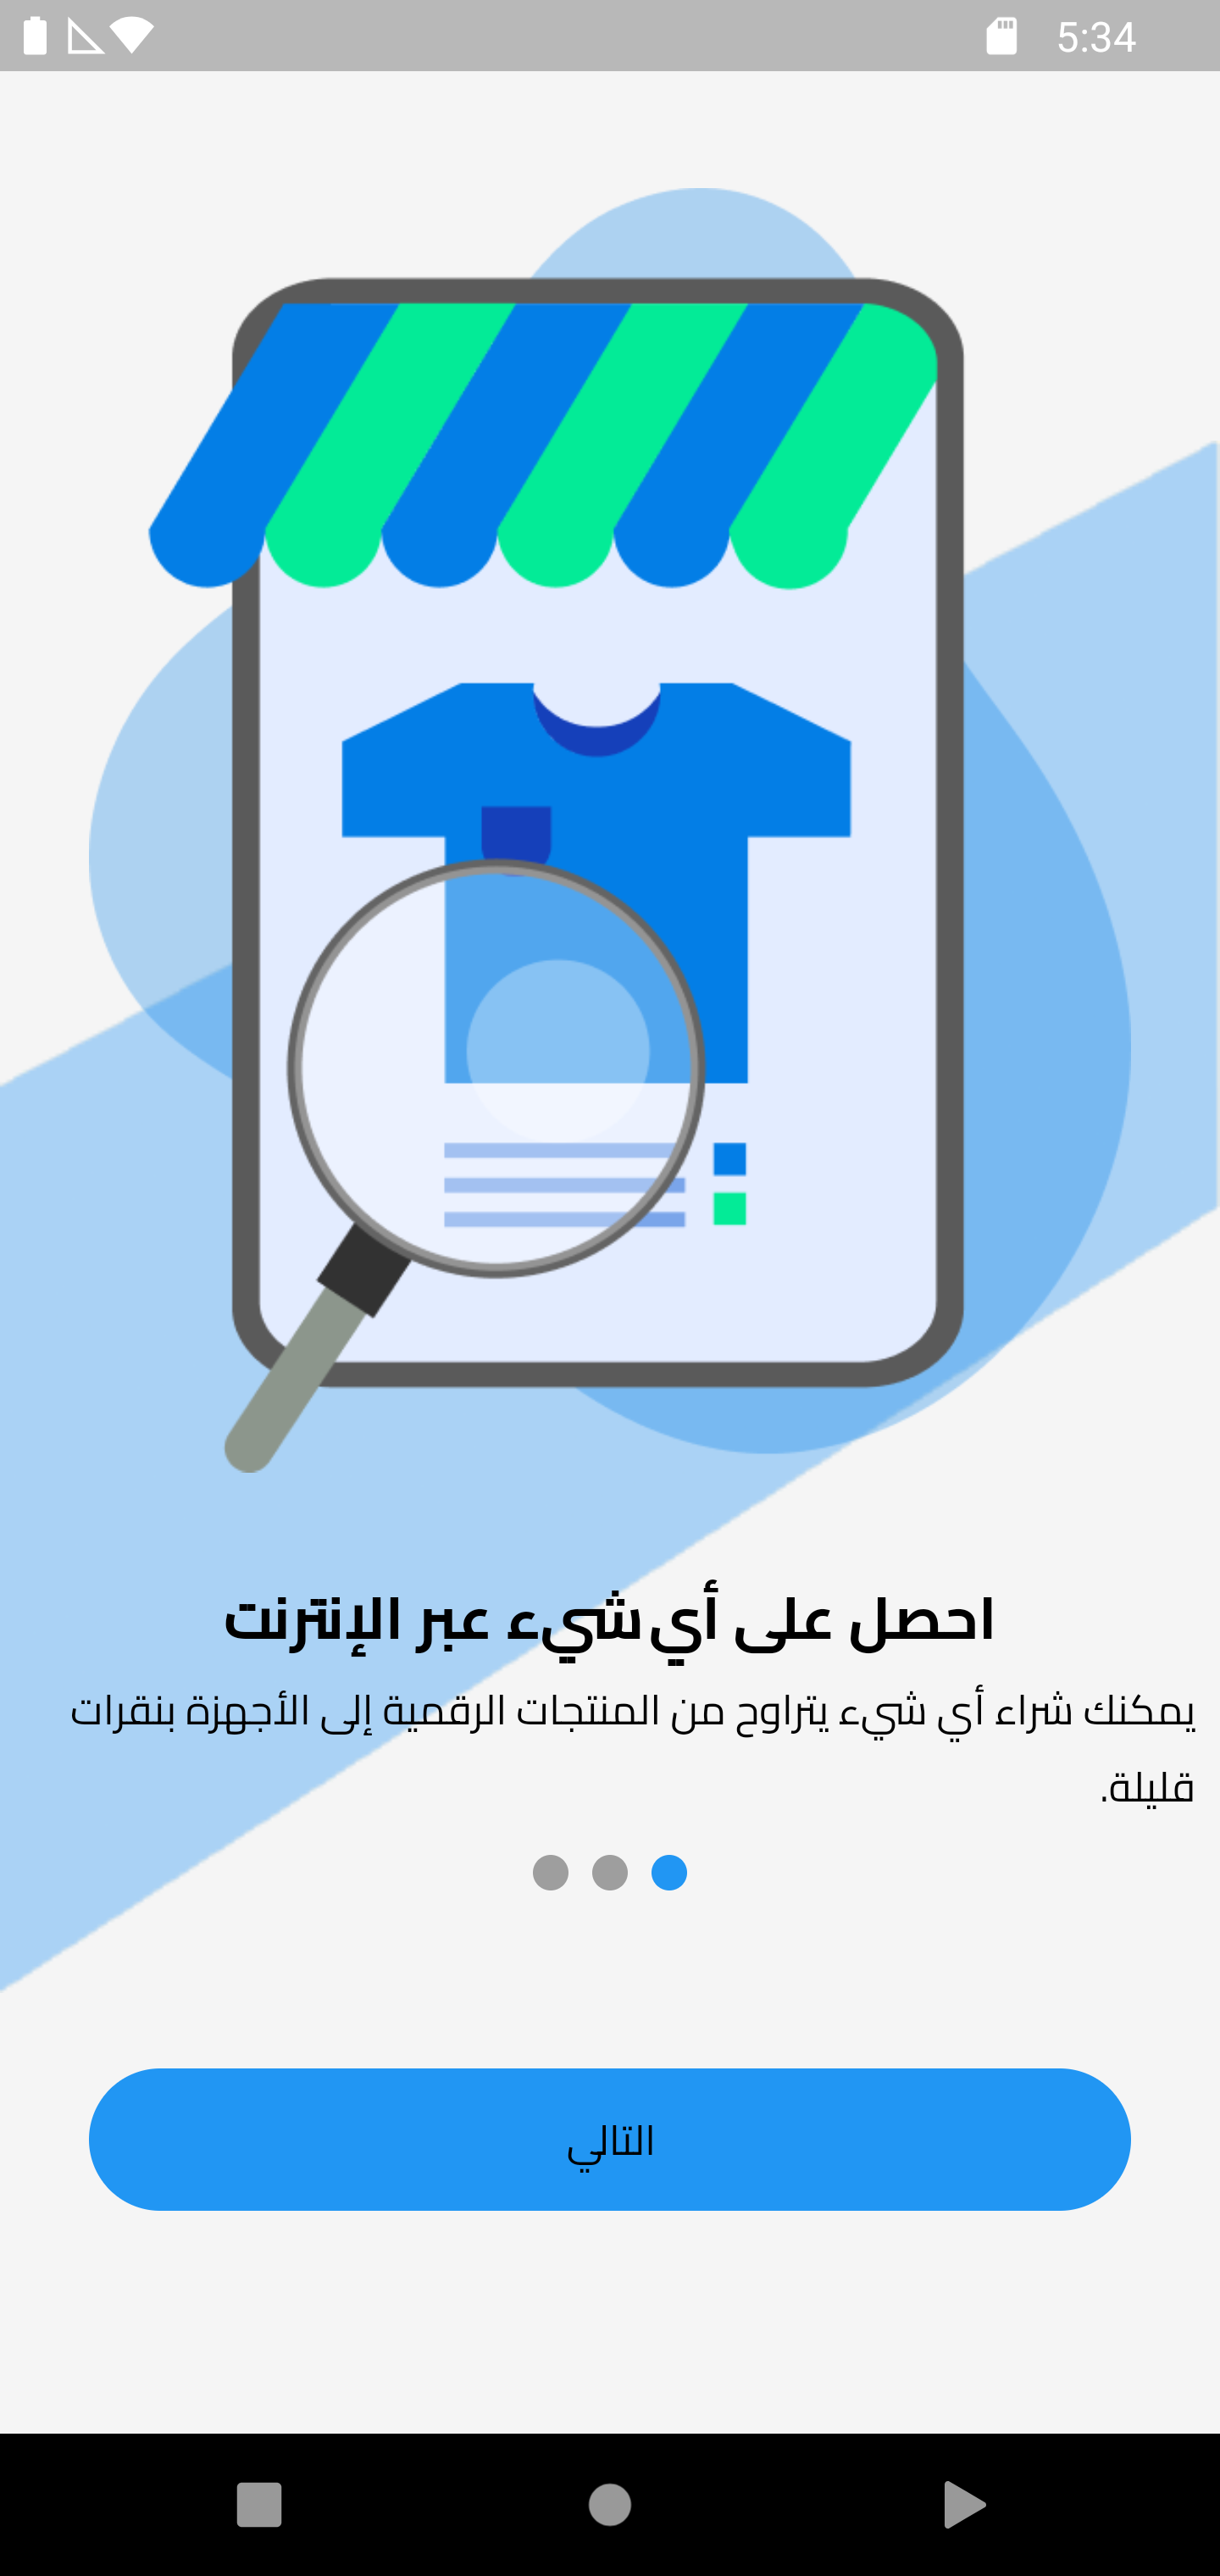 5:34
احصل على أي شيء عبر الإنترنت
يمكنك شراء أي شيء يتراوح من المنتجات الرقمية إلى الأجهزة بنقرات
قليلة.
التالي